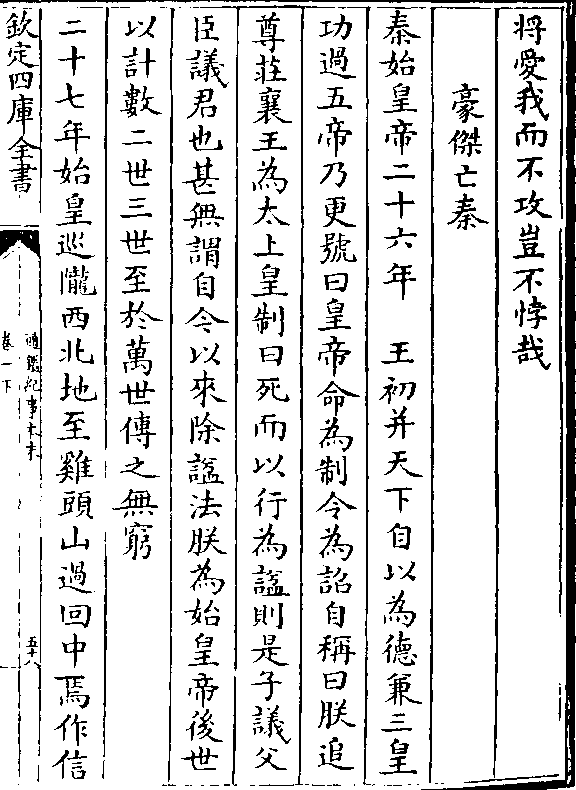 将愛我而不攻豈不悖哉
豪傑亡秦
秦始皇帝二十六年　王初并天下自以為德兼三皇
功過五帝乃更號曰皇帝命為制令為詔自稱曰朕追
尊莊襄王為太上皇制曰死而以行為諡則是子議父
臣議君也甚無謂自今以來除諡法朕為始皇帝後世
以計數二世三世至於萬世傳之無窮
二十七年始皇巡隴西北地至雞頭山過回中焉作信
欽定四庫全書
通鑑紀事本末
卷一下
五十八